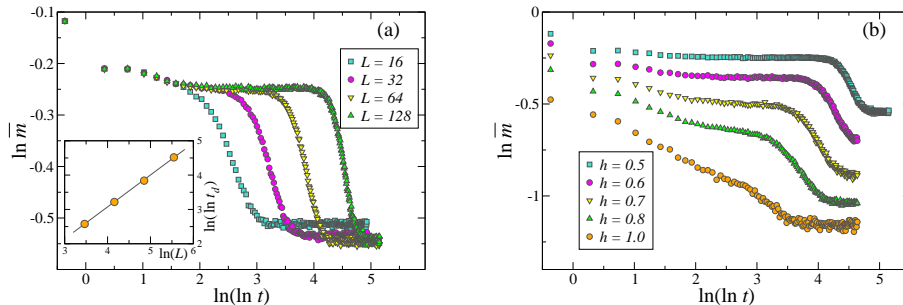 (a)
ln m̅
-0.1
-0.2
-0.3
-0.4
-0.5
L = 16
L = 32
L = 64
L = 128
5
4
3
2
ln(ln t_d)
3
4
5
6
ln(L)
0
1
2
3
4
5
ln(ln t)
(b)
ln m̅
0
-0.5
-1
h = 0.5
h = 0.6
h = 0.7
h = 0.8
h = 1.0
0
1
2
3
4
5
ln(ln t)